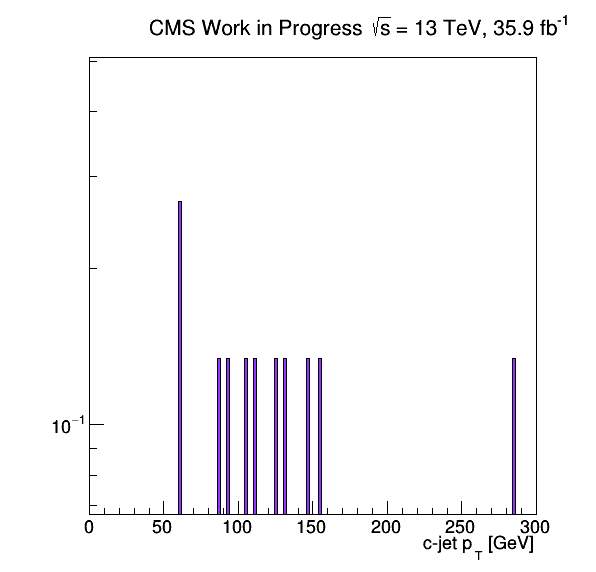 CMS Work in Progress √s = 13 TeV, 35.9 fb⁻¹
10⁻¹
0 50 100 150 200 250 300
c-jet p_T [GeV]